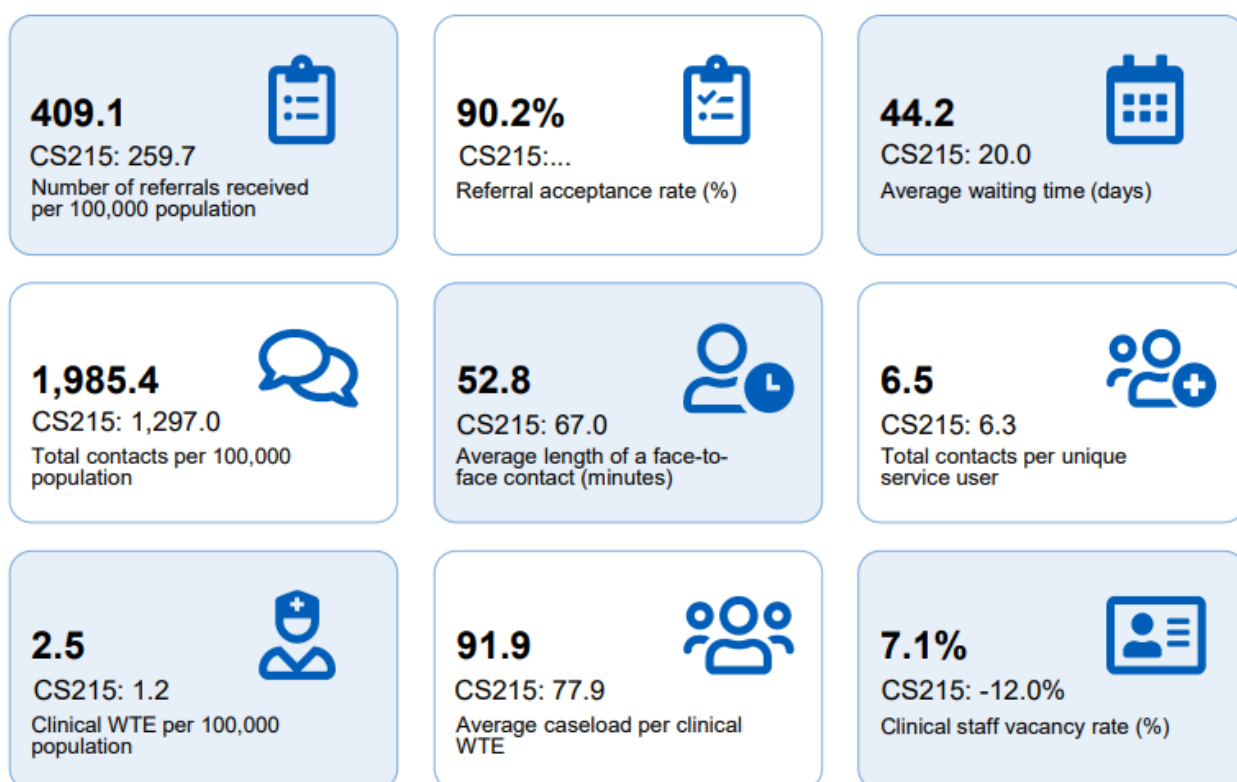 409.1
CS215: 259.7
Number of referrals received
per 100,000 population
90.2%
CS215:...
Referral acceptance rate (%)
44.2
CS215: 20.0
Average waiting time (days)
1,985.4
CS215: 1,297.0
Total contacts per 100,000
population
52.8
CS215: 67.0
Average length of a face-to-
face contact (minutes)
6.5
CS215: 6.3
Total contacts per unique
service user
2.5
CS215: 1.2
Clinical WTE per 100,000
population
91.9
CS215: 77.9
Average caseload per clinical
WTE
7.1%
CS215: -12.0%
Clinical staff vacancy rate (%)